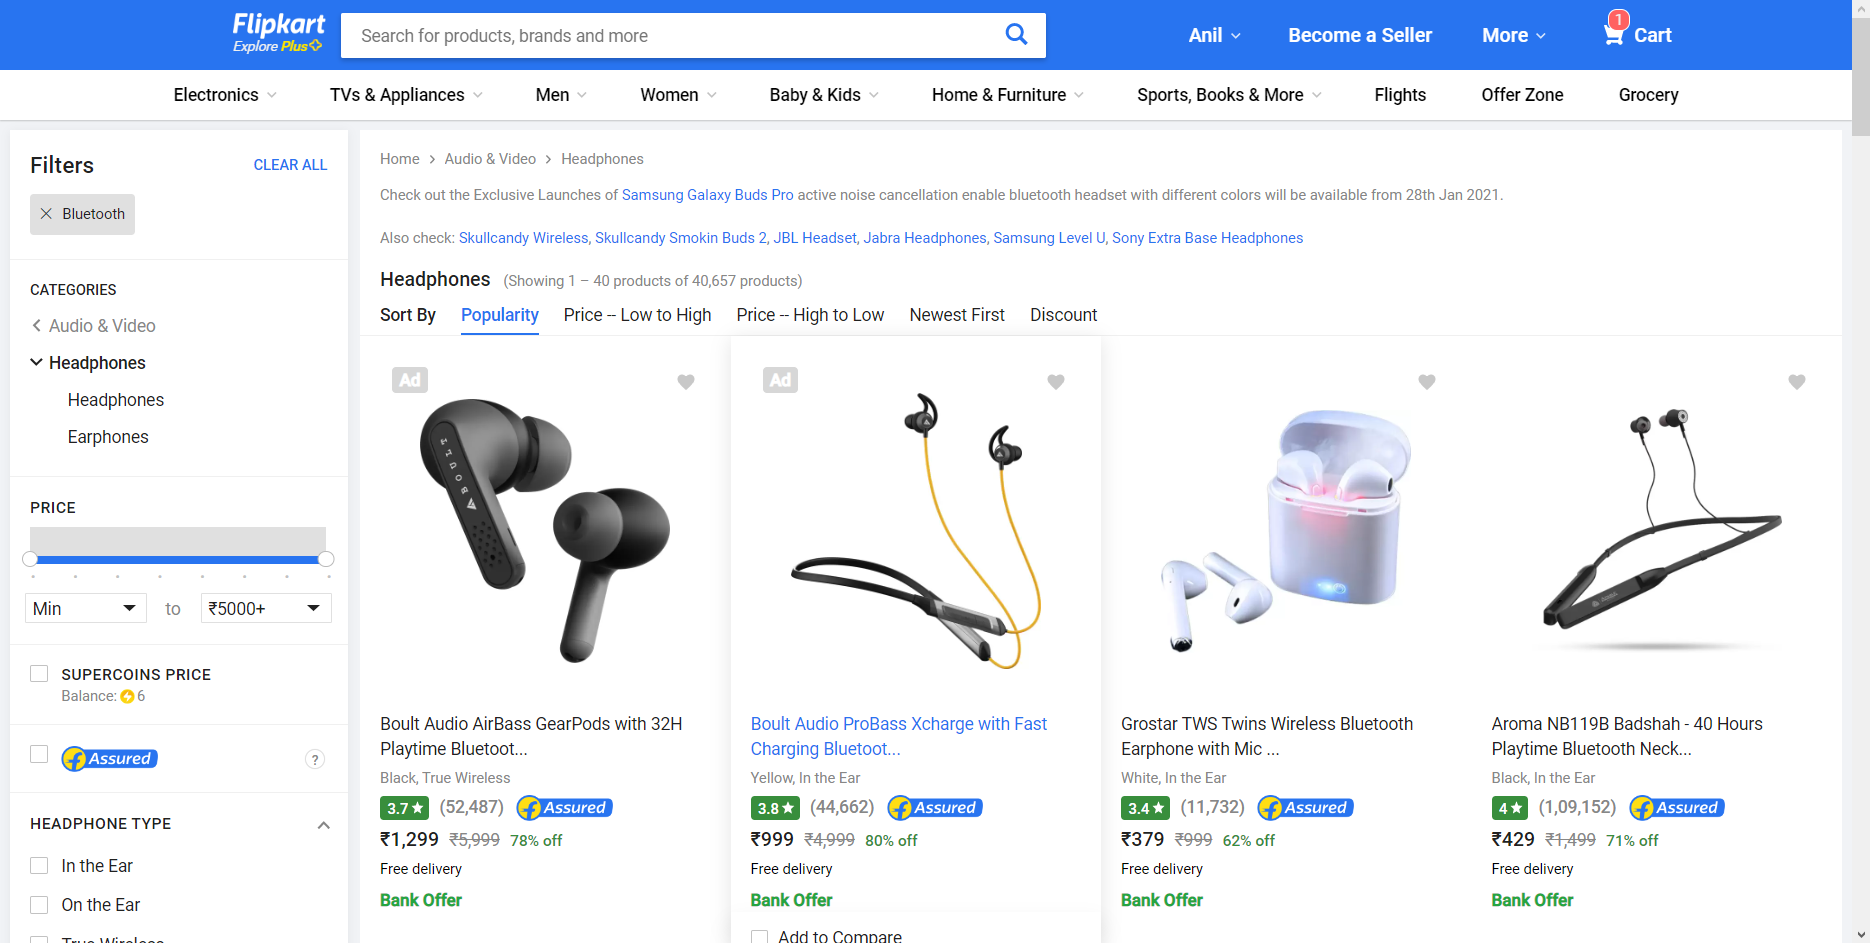 Flipkart
Explore Plus
Search for products, brands and more
Anil
Become a Seller
More
1
Cart
Electronics
TVs & Appliances
Men
Women
Baby & Kids
Home & Furniture
Sports, Books & More
Flights
Offer Zone
Grocery
Filters
CLEAR ALL
Bluetooth
CATEGORIES
Audio & Video
Headphones
Headphones
Earphones
PRICE
Min
to
₹5000+
SUPERCOINS PRICE
Balance: 6
Assured
?
HEADPHONE TYPE
In the Ear
On the Ear
True Wireless
Home
Audio & Video
Headphones
Check out the Exclusive Launches of Samsung Galaxy Buds Pro active noise cancellation enable bluetooth headset with different colors will be available from 28th Jan 2021.
Also check: Skullcandy Wireless, Skullcandy Smokin Buds 2, JBL Headset, Jabra Headphones, Samsung Level U, Sony Extra Base Headphones
Headphones (Showing 1 – 40 products of 40,657 products)
Sort By
Popularity
Price -- Low to High
Price -- High to Low
Newest First
Discount
Ad
BOULT
Boult Audio AirBass GearPods with 32H
Playtime Bluetoot...
Black, True Wireless
3.7 (52,487) Assured
₹1,299 ₹5,999 78% off
Free delivery
Bank Offer
Ad
Boult Audio ProBass Xcharge with Fast
Charging Bluetoot...
Yellow, In the Ear
3.8 (44,662) Assured
₹999 ₹4,999 80% off
Free delivery
Bank Offer
Add to Compare
Grostar TWS Twins Wireless Bluetooth
Earphone with Mic ...
White, In the Ear
3.4 (11,732) Assured
₹379 ₹999 62% off
Free delivery
Bank Offer
Aroma NB119B Badshah - 40 Hours
Playtime Bluetooth Neck...
Black, In the Ear
4 (1,09,152) Assured
₹429 ₹1,499 71% off
Free delivery
Bank Offer